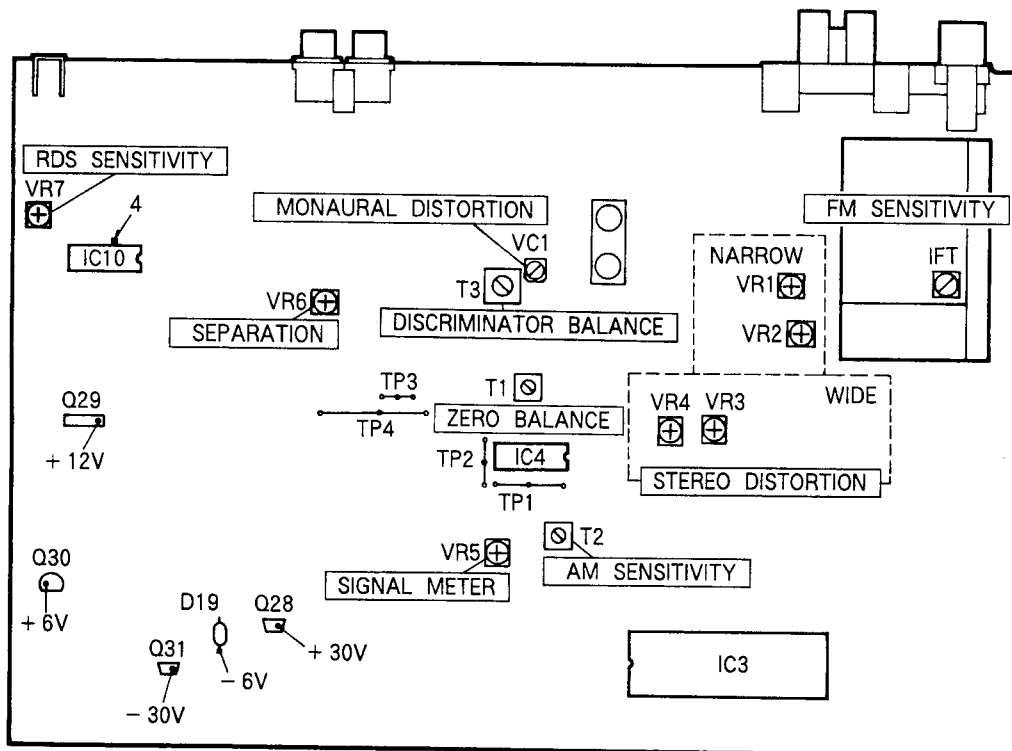 RDS SENSITIVITY
VR7
4
IC10
MONAURAL DISTORTION
VC1
T3
DISCRIMINATOR BALANCE
VR6
SEPARATION
FM SENSITIVITY
IFT
NARROW
VR1
VR2
WIDE
VR4
VR3
STEREO DISTORTION
TP3
TP4
T1
ZERO BALANCE
TP2
IC4
TP1
Q29
+ 12V
VR5
SIGNAL METER
T2
AM SENSITIVITY
Q30
+ 6V
D19
Q28
+ 30V
Q31
− 6V
− 30V
IC3